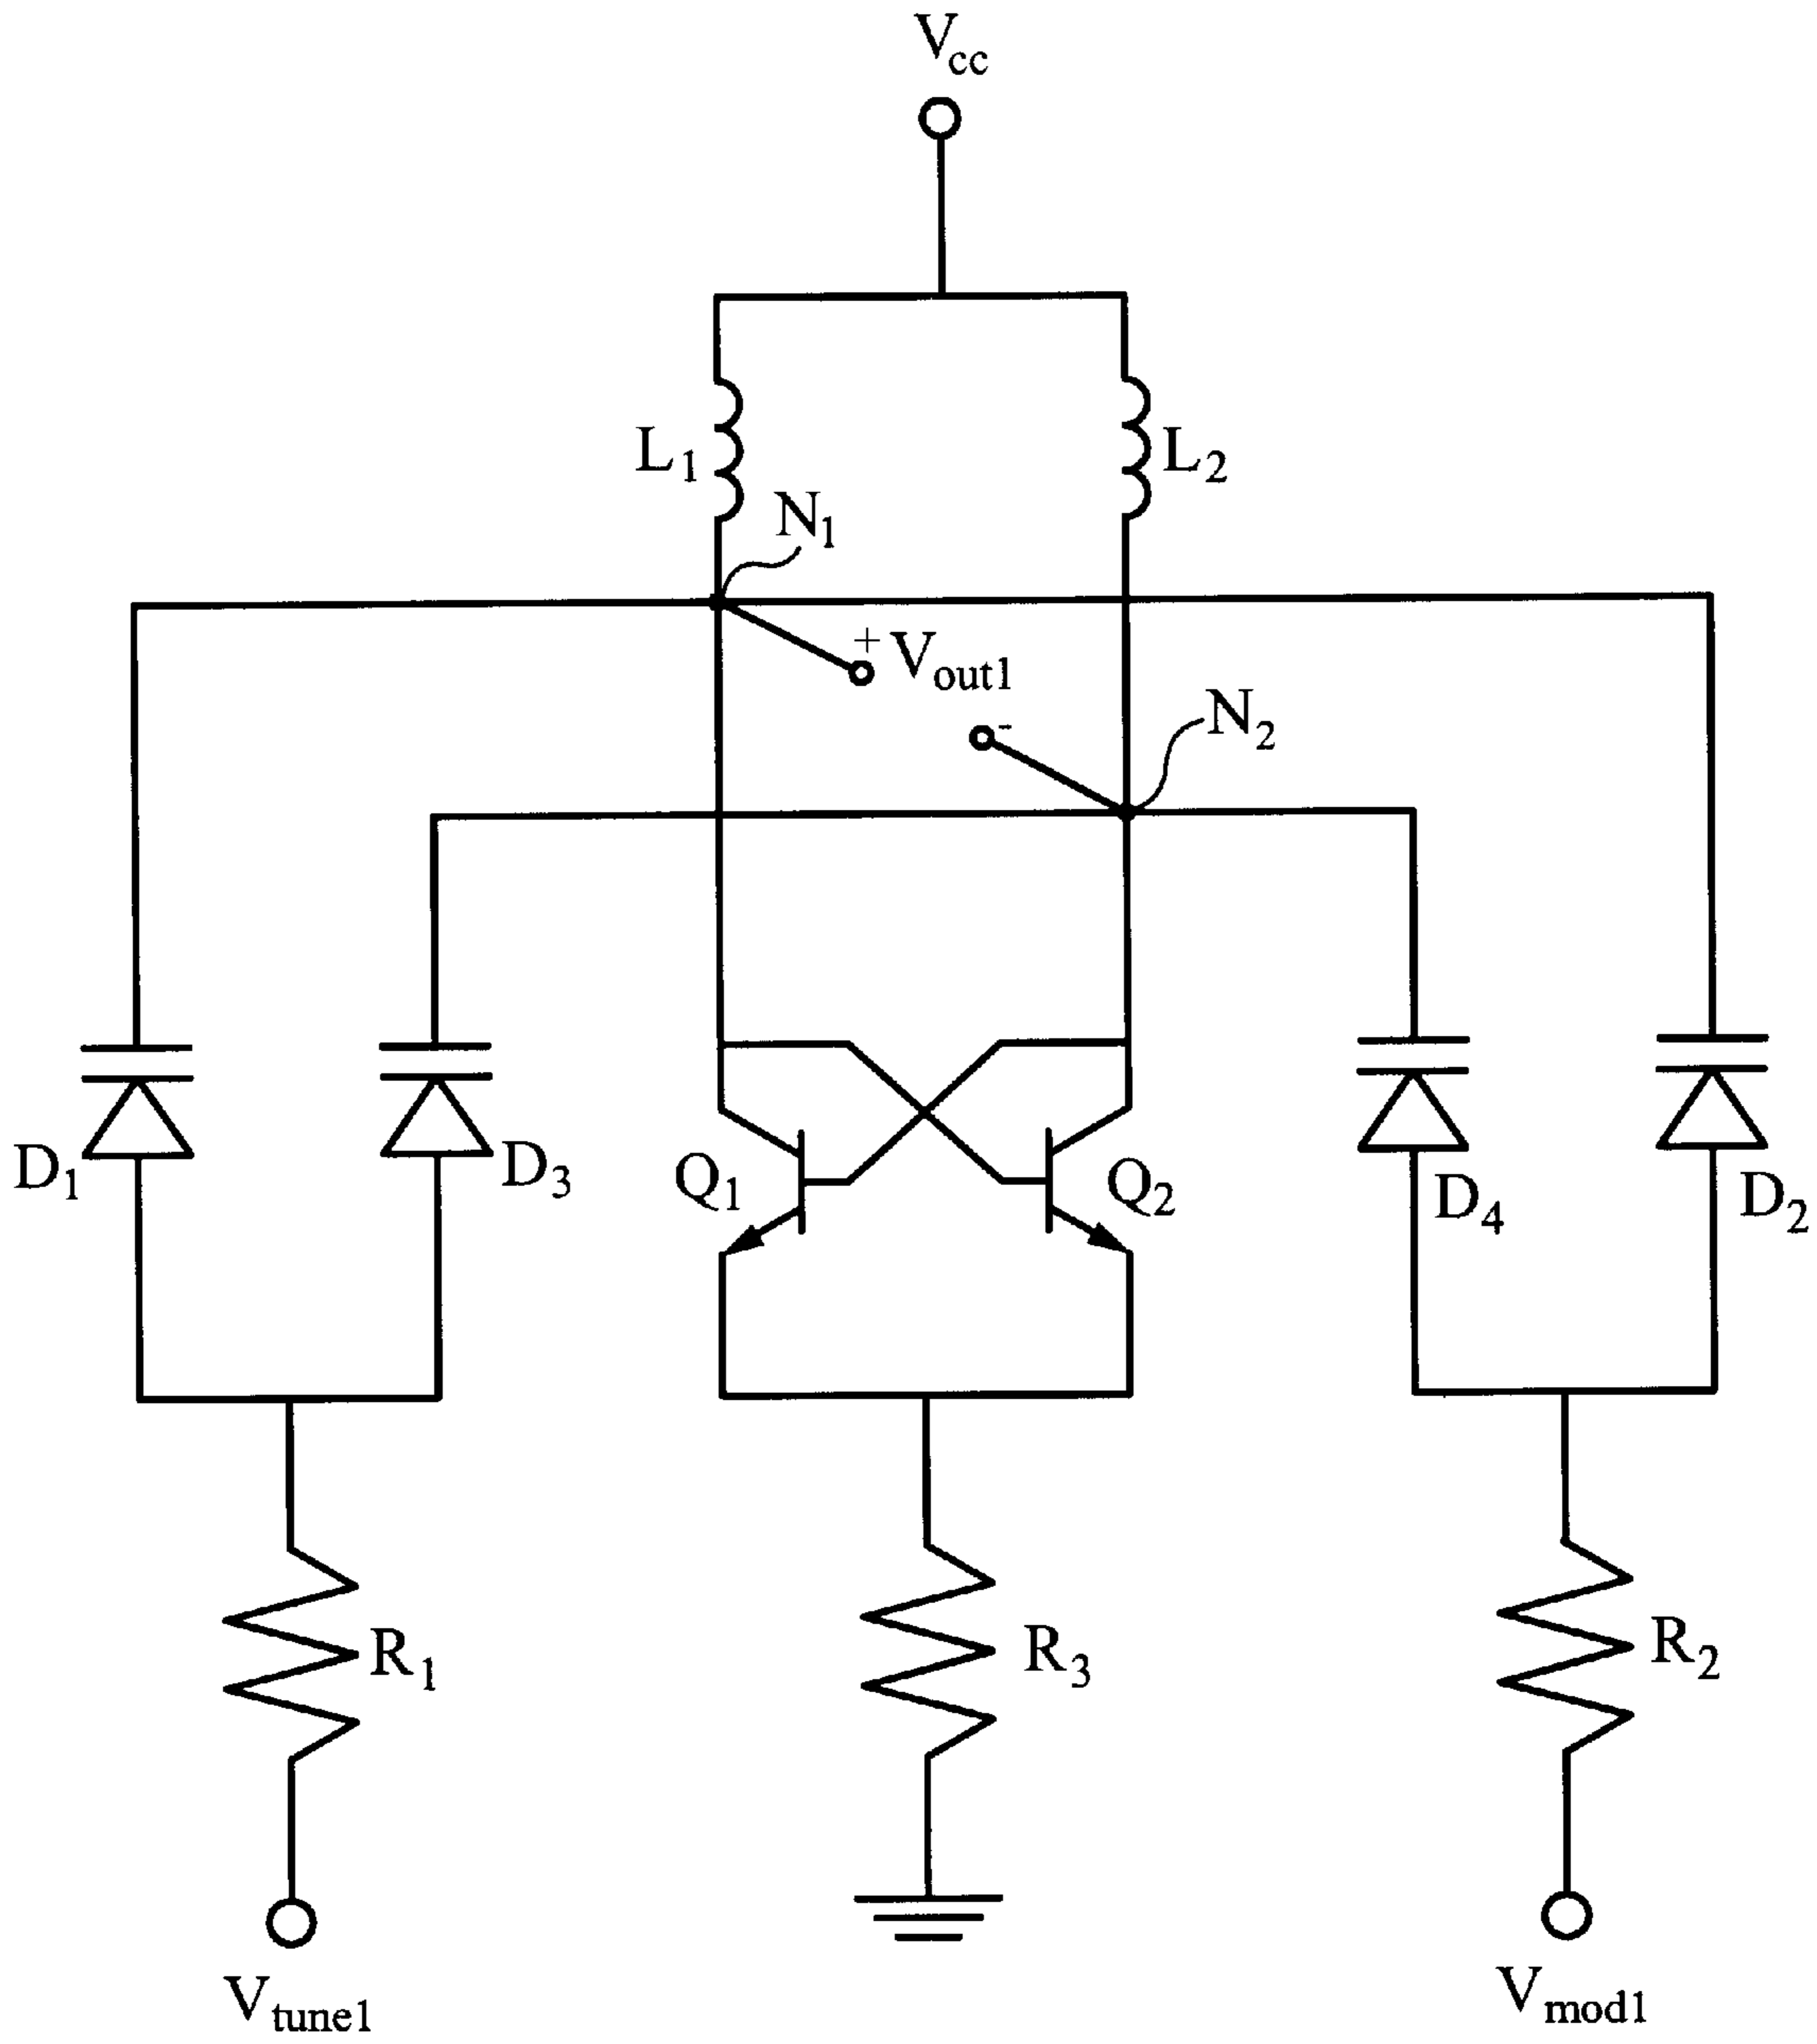 Vcc
L1
L2
N1
+ Vout1
-
N2
D1
D3
Q1
Q2
D4
D2
R1
R3
R2
Vtune1
Vmod1